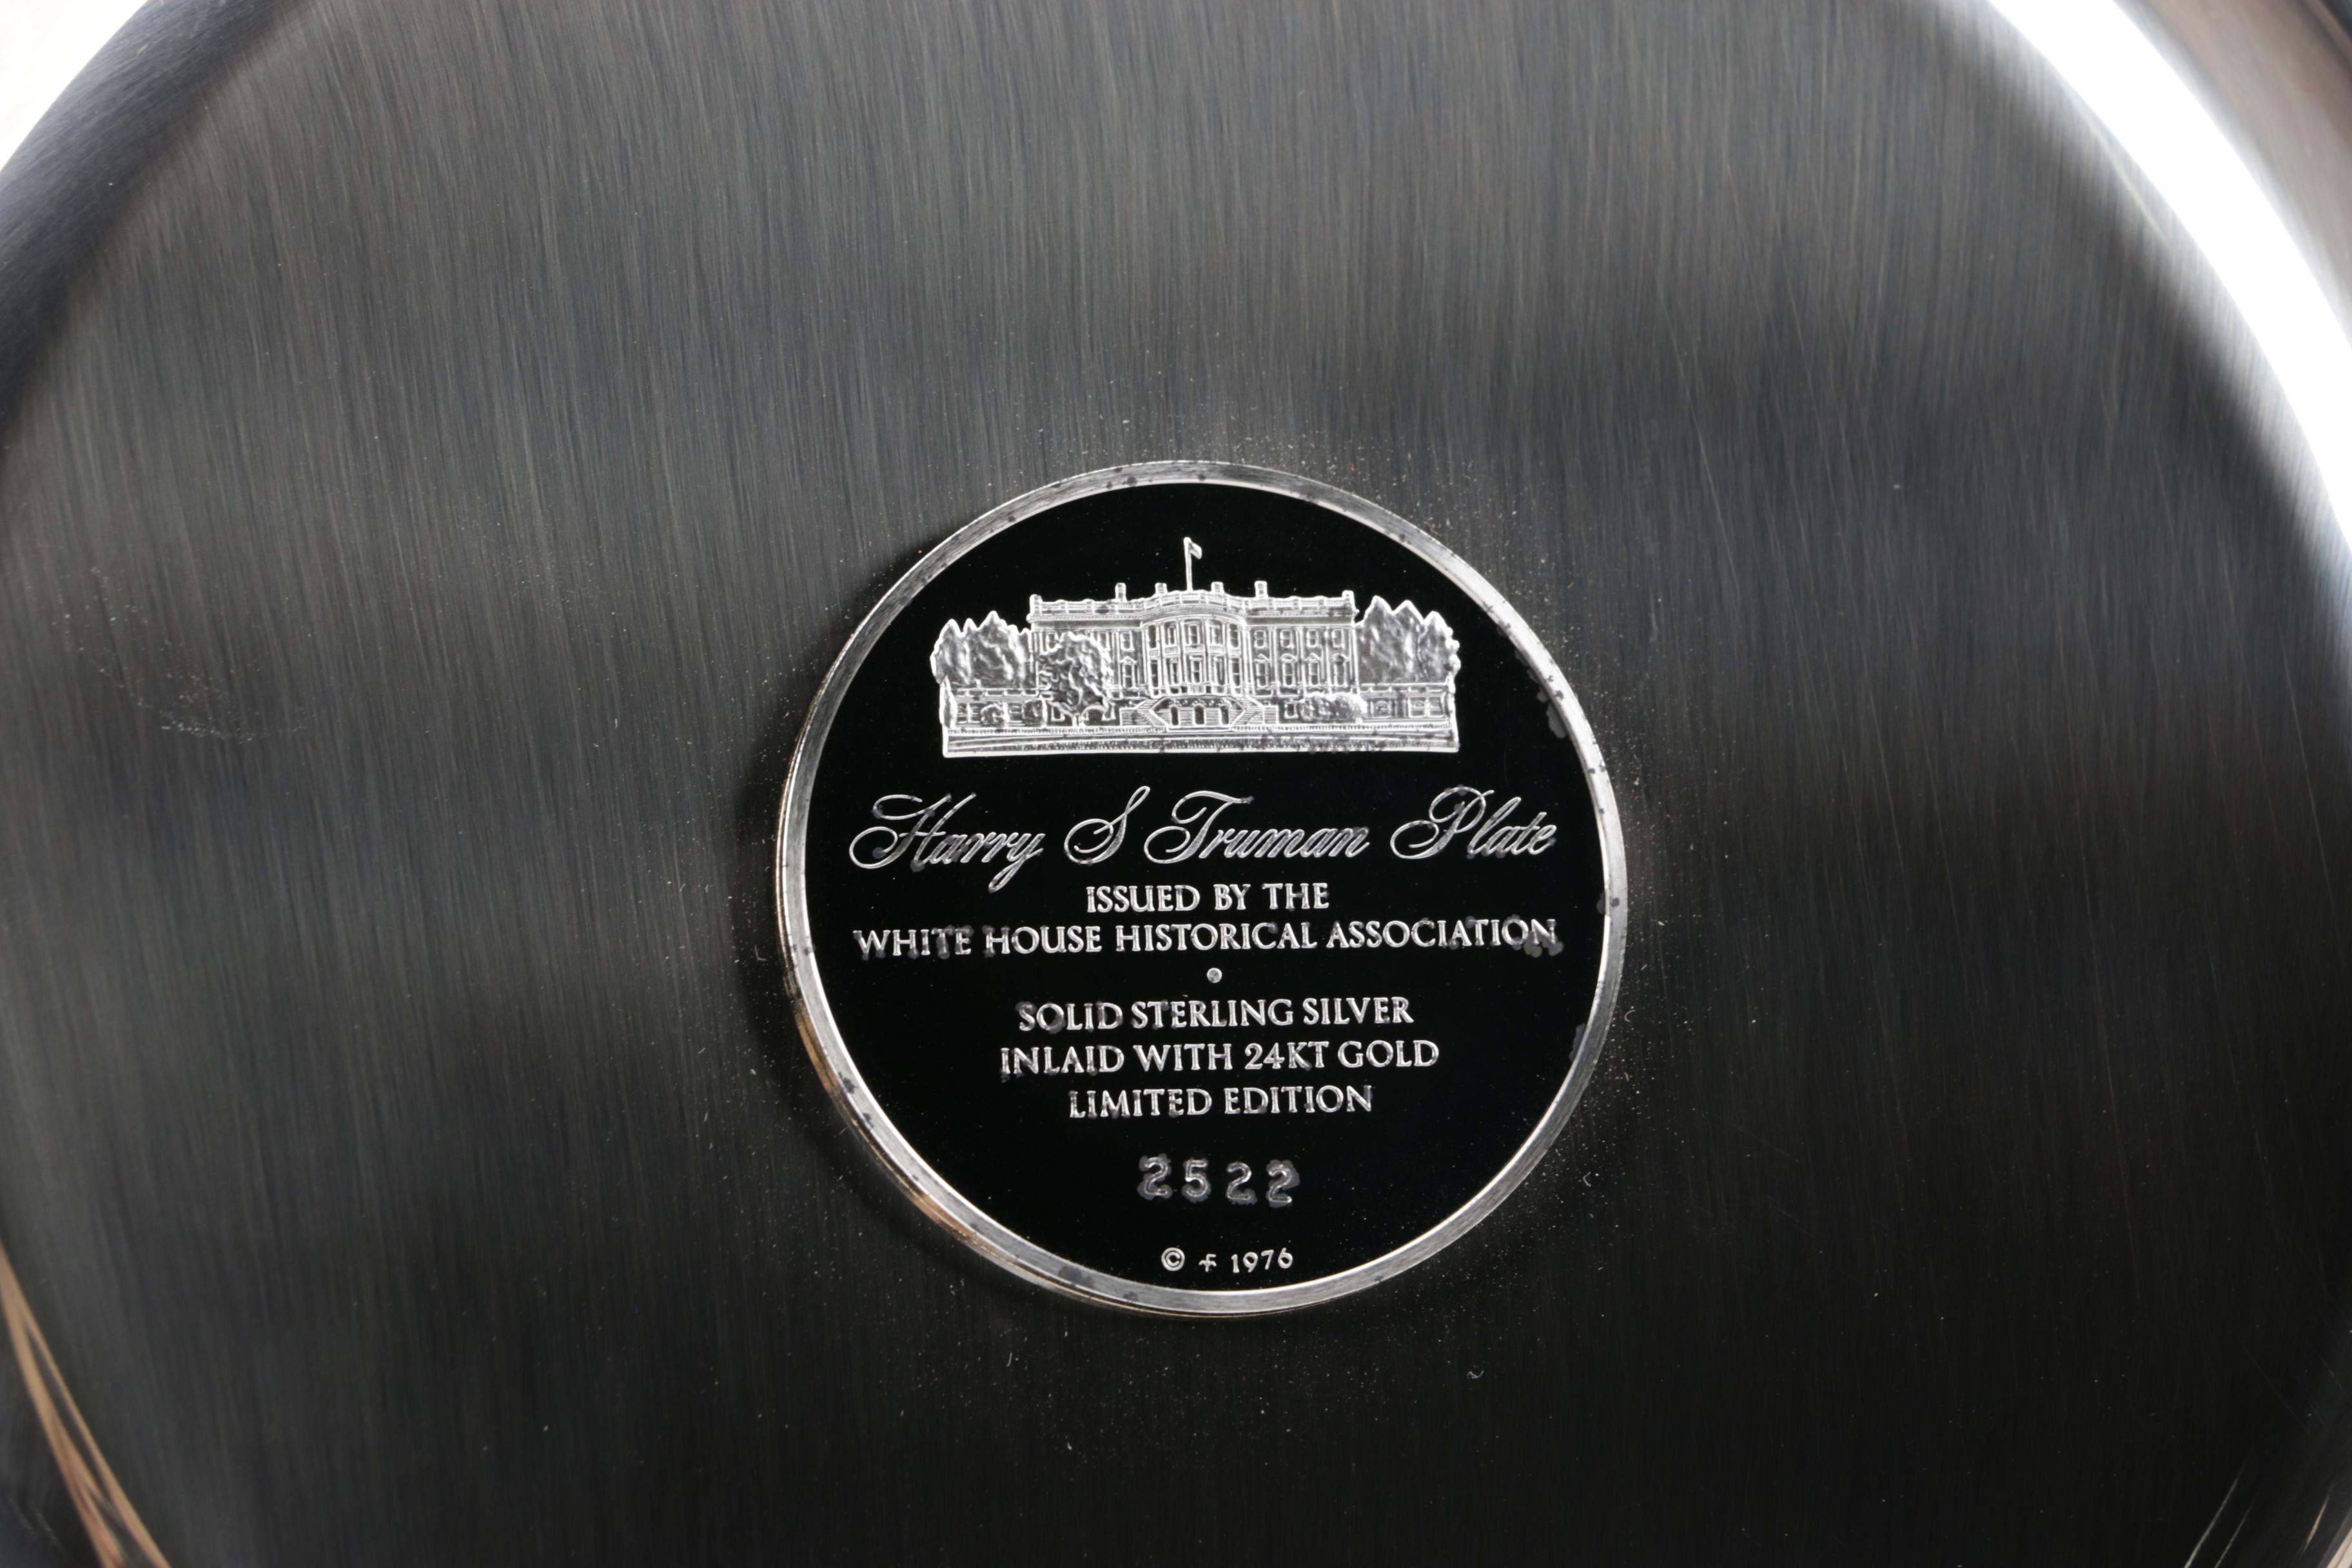 Harry S Truman Plate
ISSUED BY THE
WHITE HOUSE HISTORICAL ASSOCIATION
•
SOLID STERLING SILVER
INLAID WITH 24KT GOLD
LIMITED EDITION
2522
© f 1976